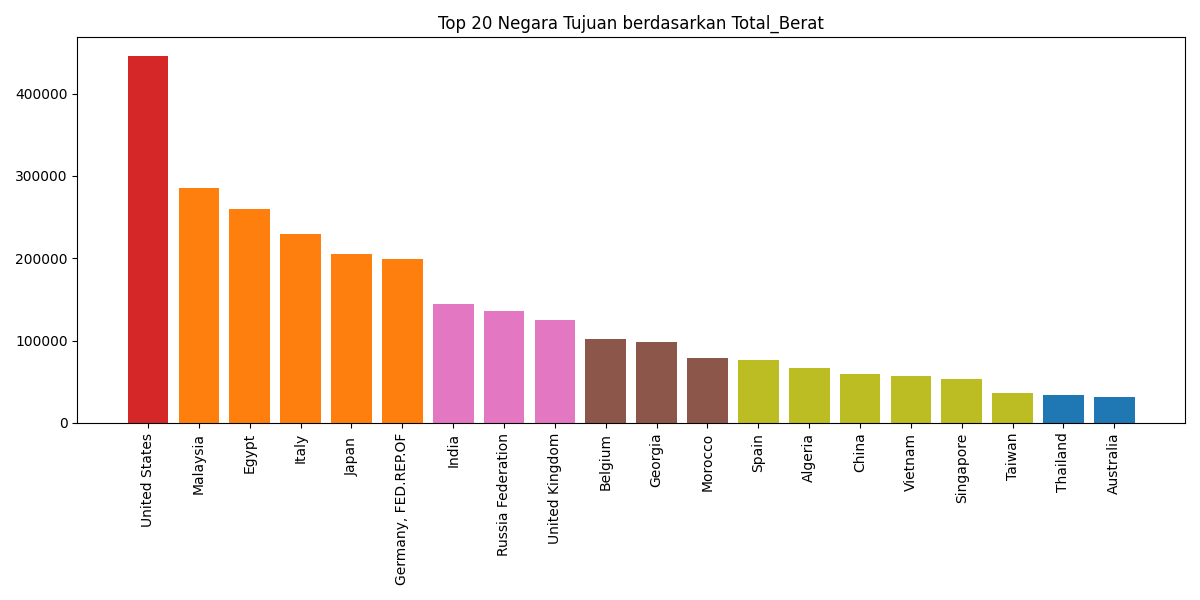 Top 20 Negara Tujuan berdasarkan Total_Berat
400000
300000
200000
100000
0
United States
Malaysia
Egypt
Italy
Japan
Germany, FED.REP.OF
India
Russia Federation
United Kingdom
Belgium
Georgia
Morocco
Spain
Algeria
China
Vietnam
Singapore
Taiwan
Thailand
Australia